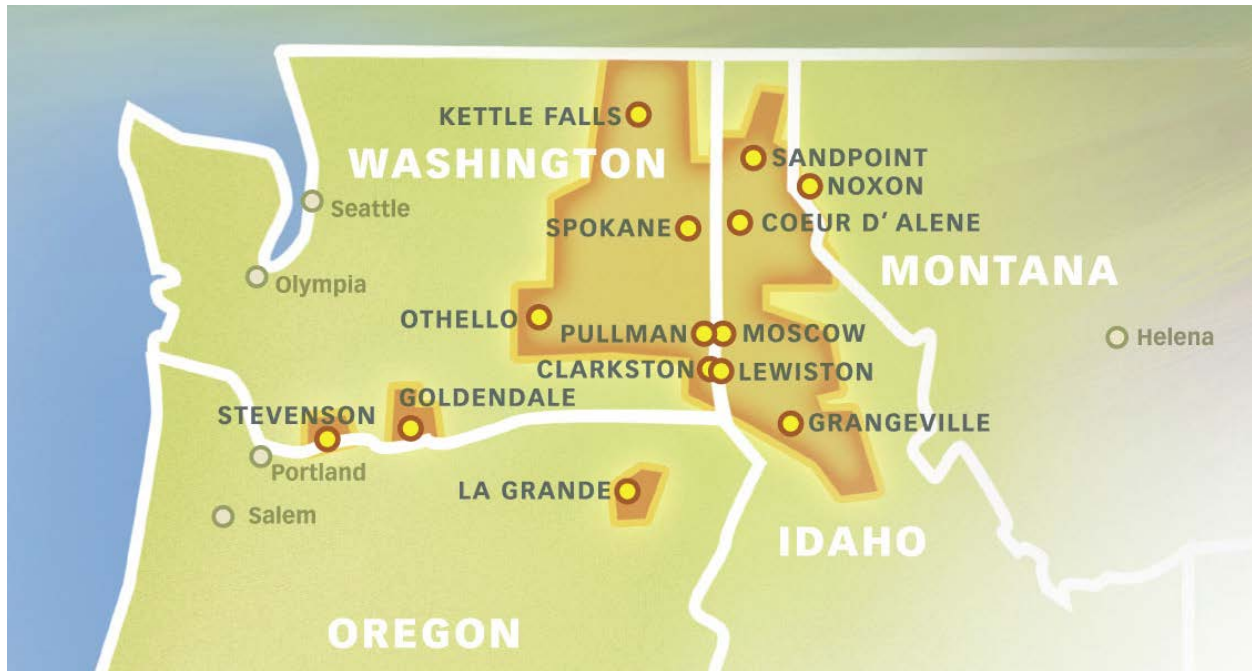 KETTLE FALLS
WASHINGTON
SANDPOINT
NOXON
Seattle
SPOKANE
COEUR D' ALENE
Olympia
MONTANA
OTHELLO
PULLMAN
MOSCOW
Helena
CLARKSTON
LEWISTON
GOLDENDALE
STEVENSON
GRANGEVILLE
Portland
LA GRANDE
Salem
IDAHO
OREGON